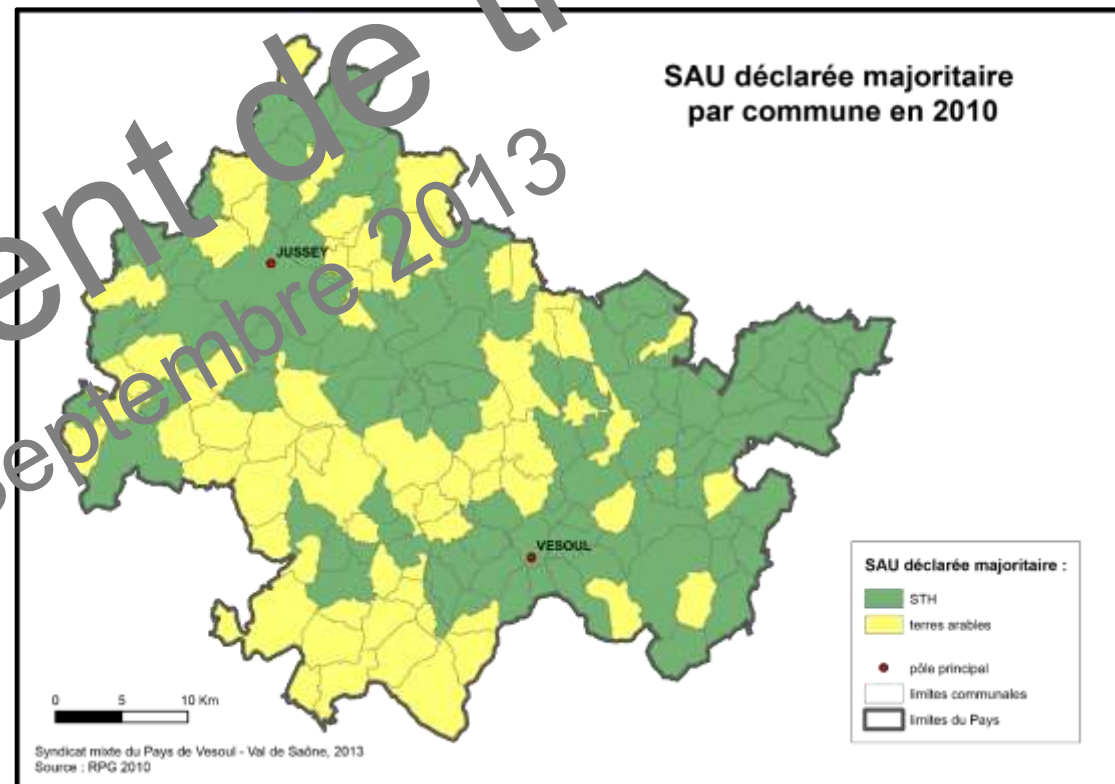 SAU déclarée majoritaire
par commune en 2010
JUSSEY
septembre 2013
VESOUL
SAU déclarée majoritaire :
STH
terres arables
pôle principal
limites communales
limites du Pays
0 5 10 Km
Syndicat mixte du Pays de Vesoul - Val de Saône, 2013
Source : RPG 2010